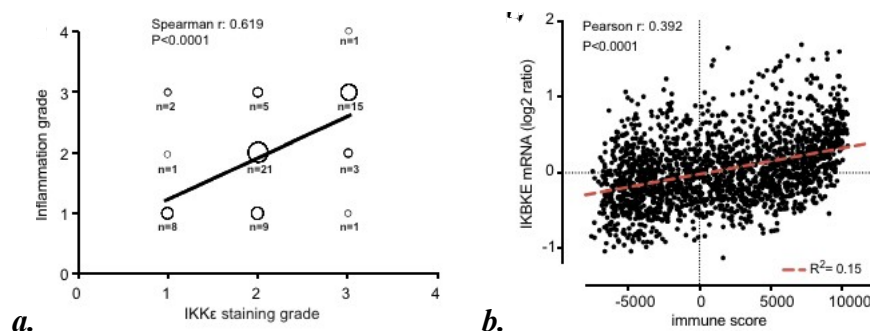 Spearman r: 0.619
P<0.0001
Inflammation grade
4
3
2
1
0
n=1
n=2
n=5
n=15
n=1
n=21
n=3
n=8
n=9
n=1
0
1
2
3
4
IKKε staining grade
a.
Pearson r: 0.392
P<0.0001
IKBKE mRNA (log2 ratio)
2
1
0
-1
R²= 0.15
-5000
0
5000
10000
immune score
b.